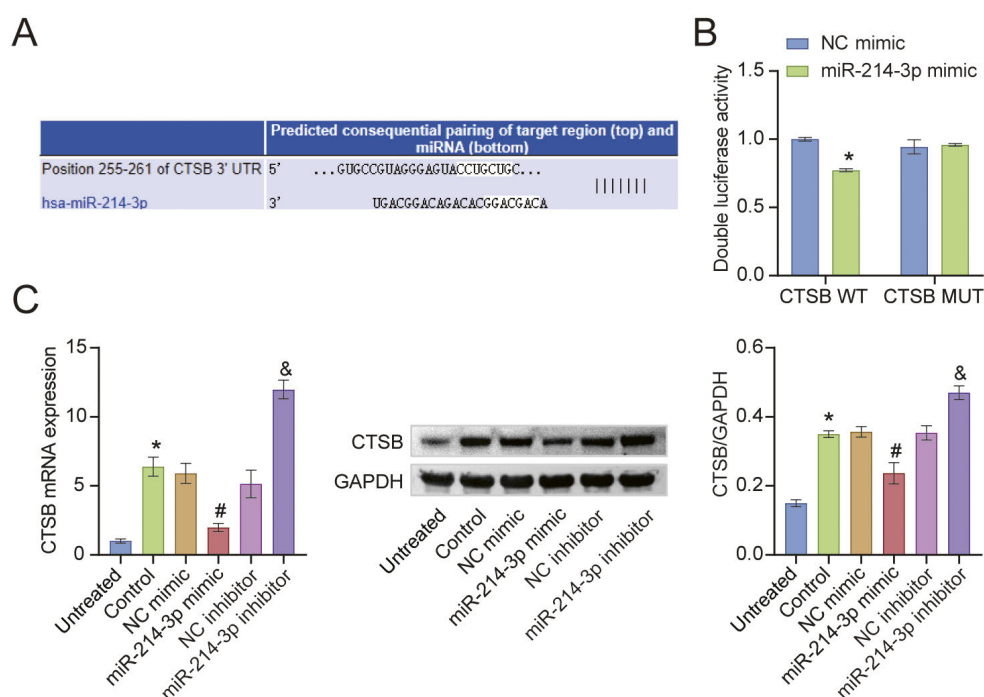 A
Predicted consequential pairing of target region (top) and
miRNA (bottom)
Position 255-261 of CTSB 3' UTR 5' ...GUGCCGUAGGGAGUACCUGCUGC...
|||||||
hsa-miR-214-3p 3' UGACGGACAGACACGGACGACA
B
NC mimic
miR-214-3p mimic
Double luciferase activity
1.5
1.0
0.5
0.0
*
CTSB WT
CTSB MUT
C
CTSB mRNA expression
15
10
5
0
*
#
&
Untreated
Control
NC mimic
miR-214-3p mimic
NC inhibitor
miR-214-3p inhibitor
CTSB
GAPDH
Untreated
Control
NC mimic
miR-214-3p mimic
NC inhibitor
miR-214-3p inhibitor
CTSB/GAPDH
0.6
0.4
0.2
0.0
*
#
&
Untreated
Control
NC mimic
miR-214-3p mimic
NC inhibitor
miR-214-3p inhibitor